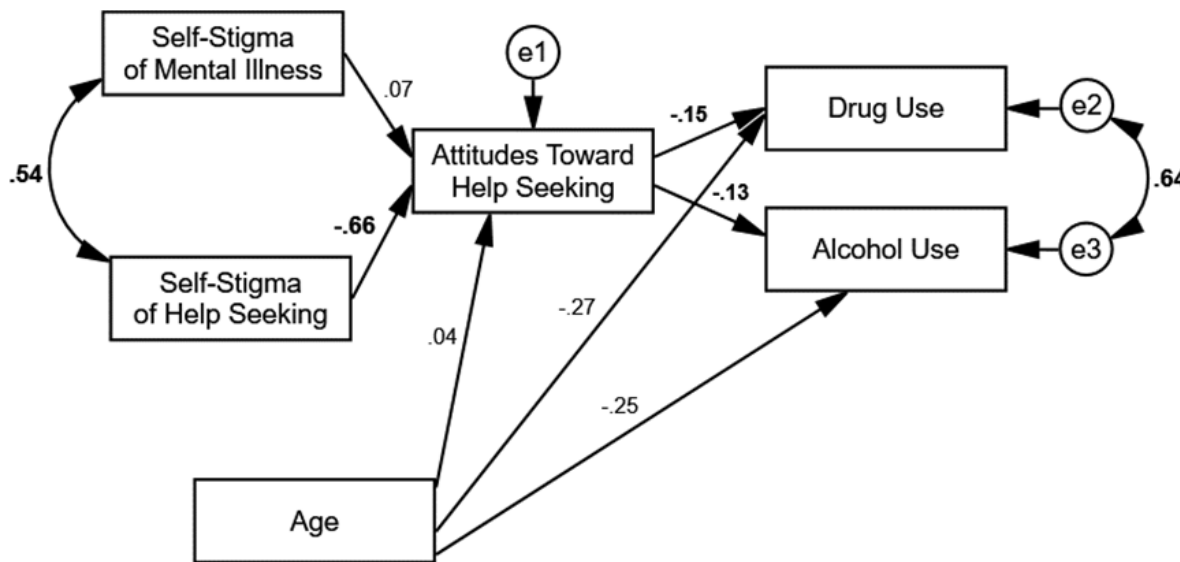 Self-Stigma
of Mental Illness
e1
.07
Drug Use
e2
-.15
Attitudes Toward
Help Seeking
.54
.64
-.13
-.66
Alcohol Use
e3
Self-Stigma
of Help Seeking
-.27
.04
-.25
Age